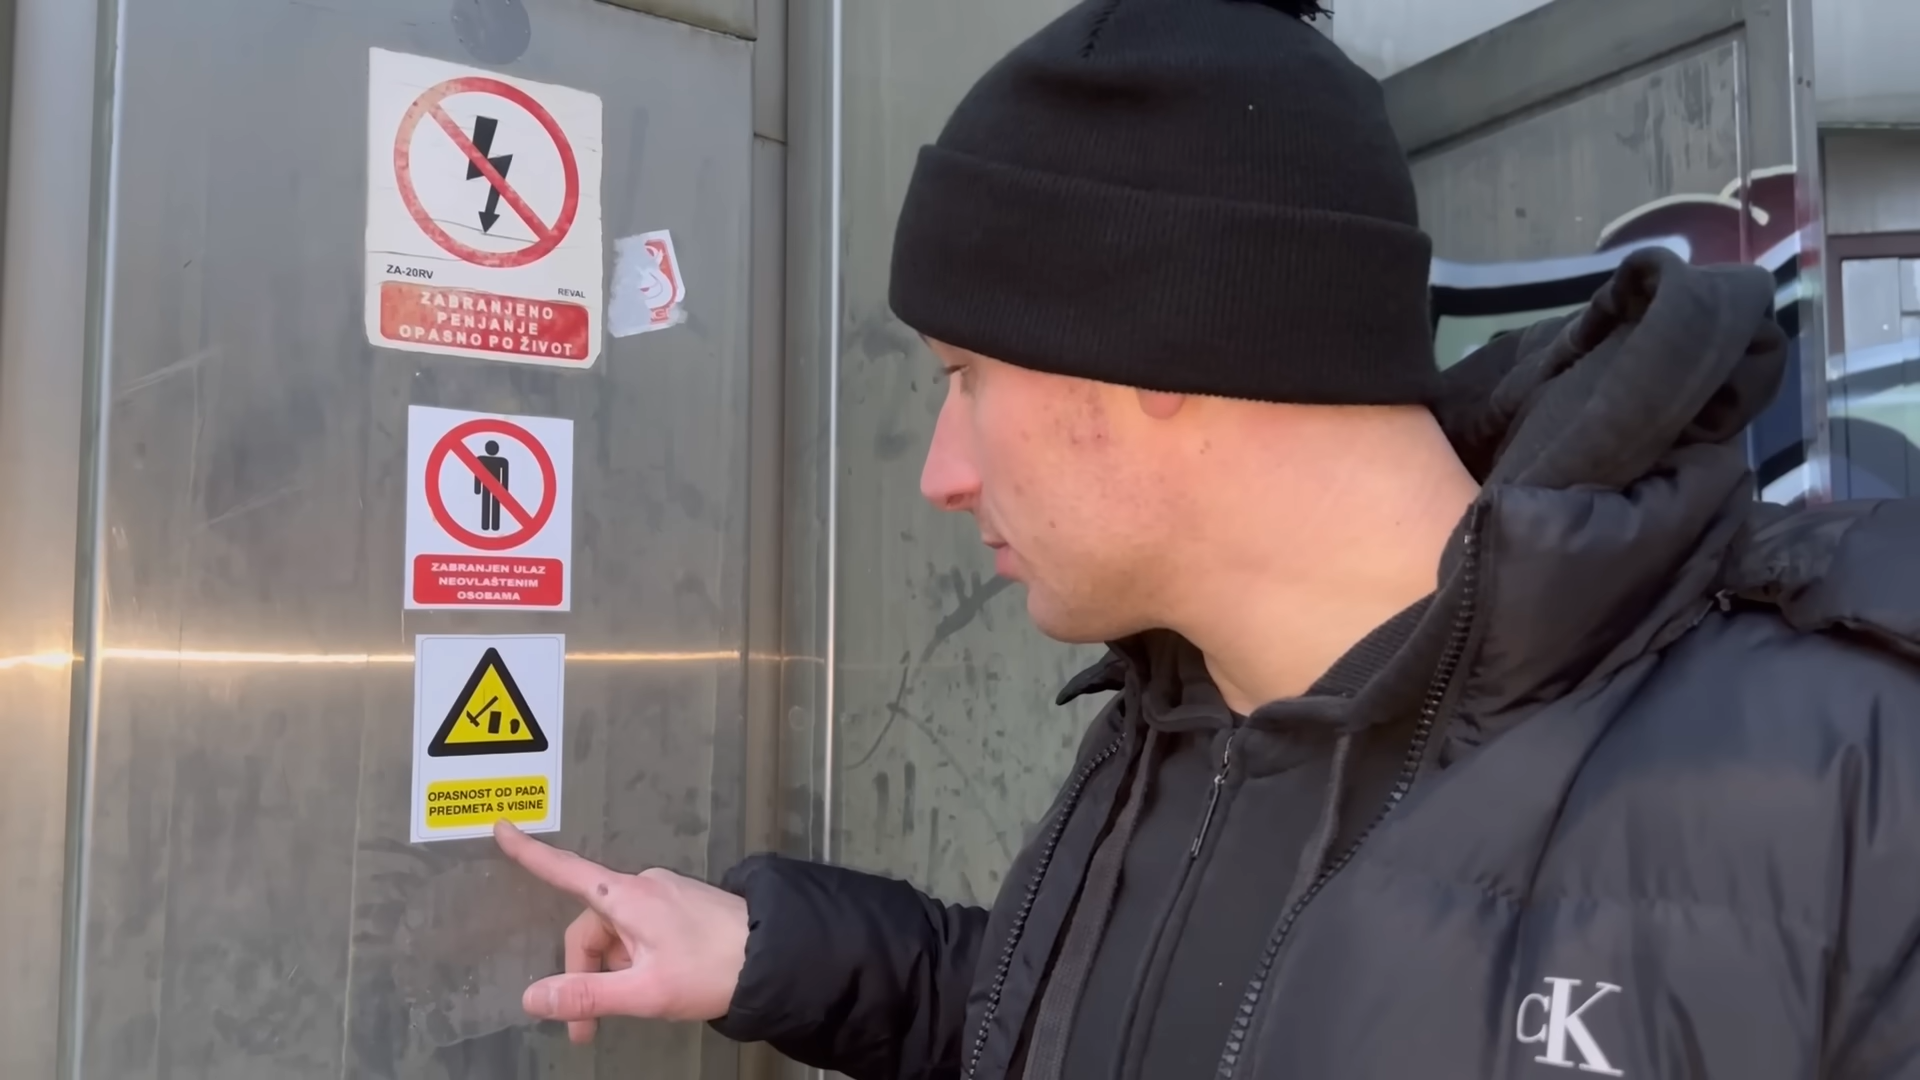 ZA-20RV
REVAL
ZABRANJENO
PENJANJE
OPASNO PO ŽIVOT
ZABRANJEN ULAZ
NEOVLAŠTENIM
OSOBAMA
OPASNOST OD PADA
PREDMETA S VISINE
CK